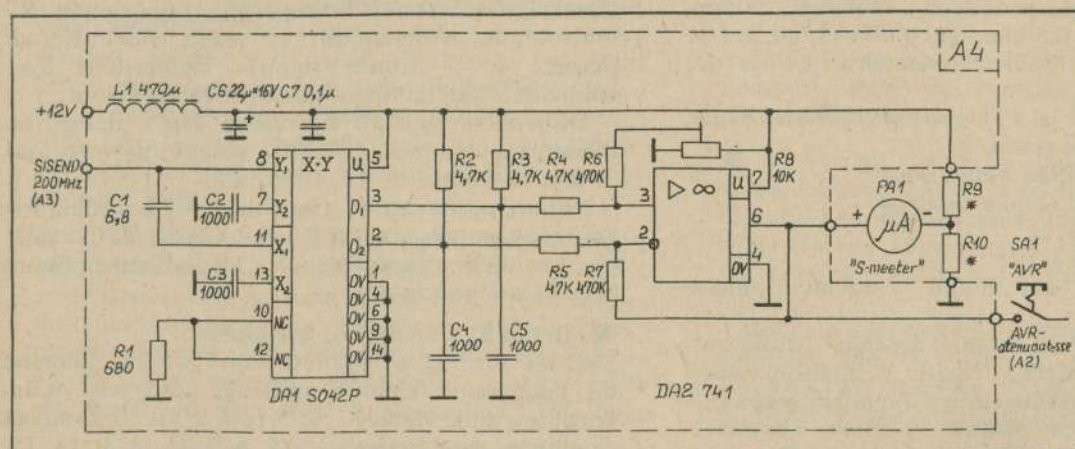 A4
+12V
L1 470μ
C6 22μ×16V C7 0,1μ
SISEND
200MHz
(A3)
C1
6,8
C2
1000
C3
1000
R1
680
8 Y₁
7 Y₂
11 X₁
13 X₂
10 NC
12 NC
X·Y
U 5
O₁ 3
O₂ 2
0V 1
0V 4
0V 6
0V 9
0V 14
DA1 S042P
R2
4,7K
R3
4,7K
R4
47K
R6
470K
R5
47K
R7
470K
C4
1000
C5
1000
R8
10K
3
2
▷ ∞
U 7
6
4
0V
DA2 741
PA1
+ μA –
"S-meeter"
R9
*
R10
*
SA1
"AVR"
AVR-
atenuaatorisse
(A2)